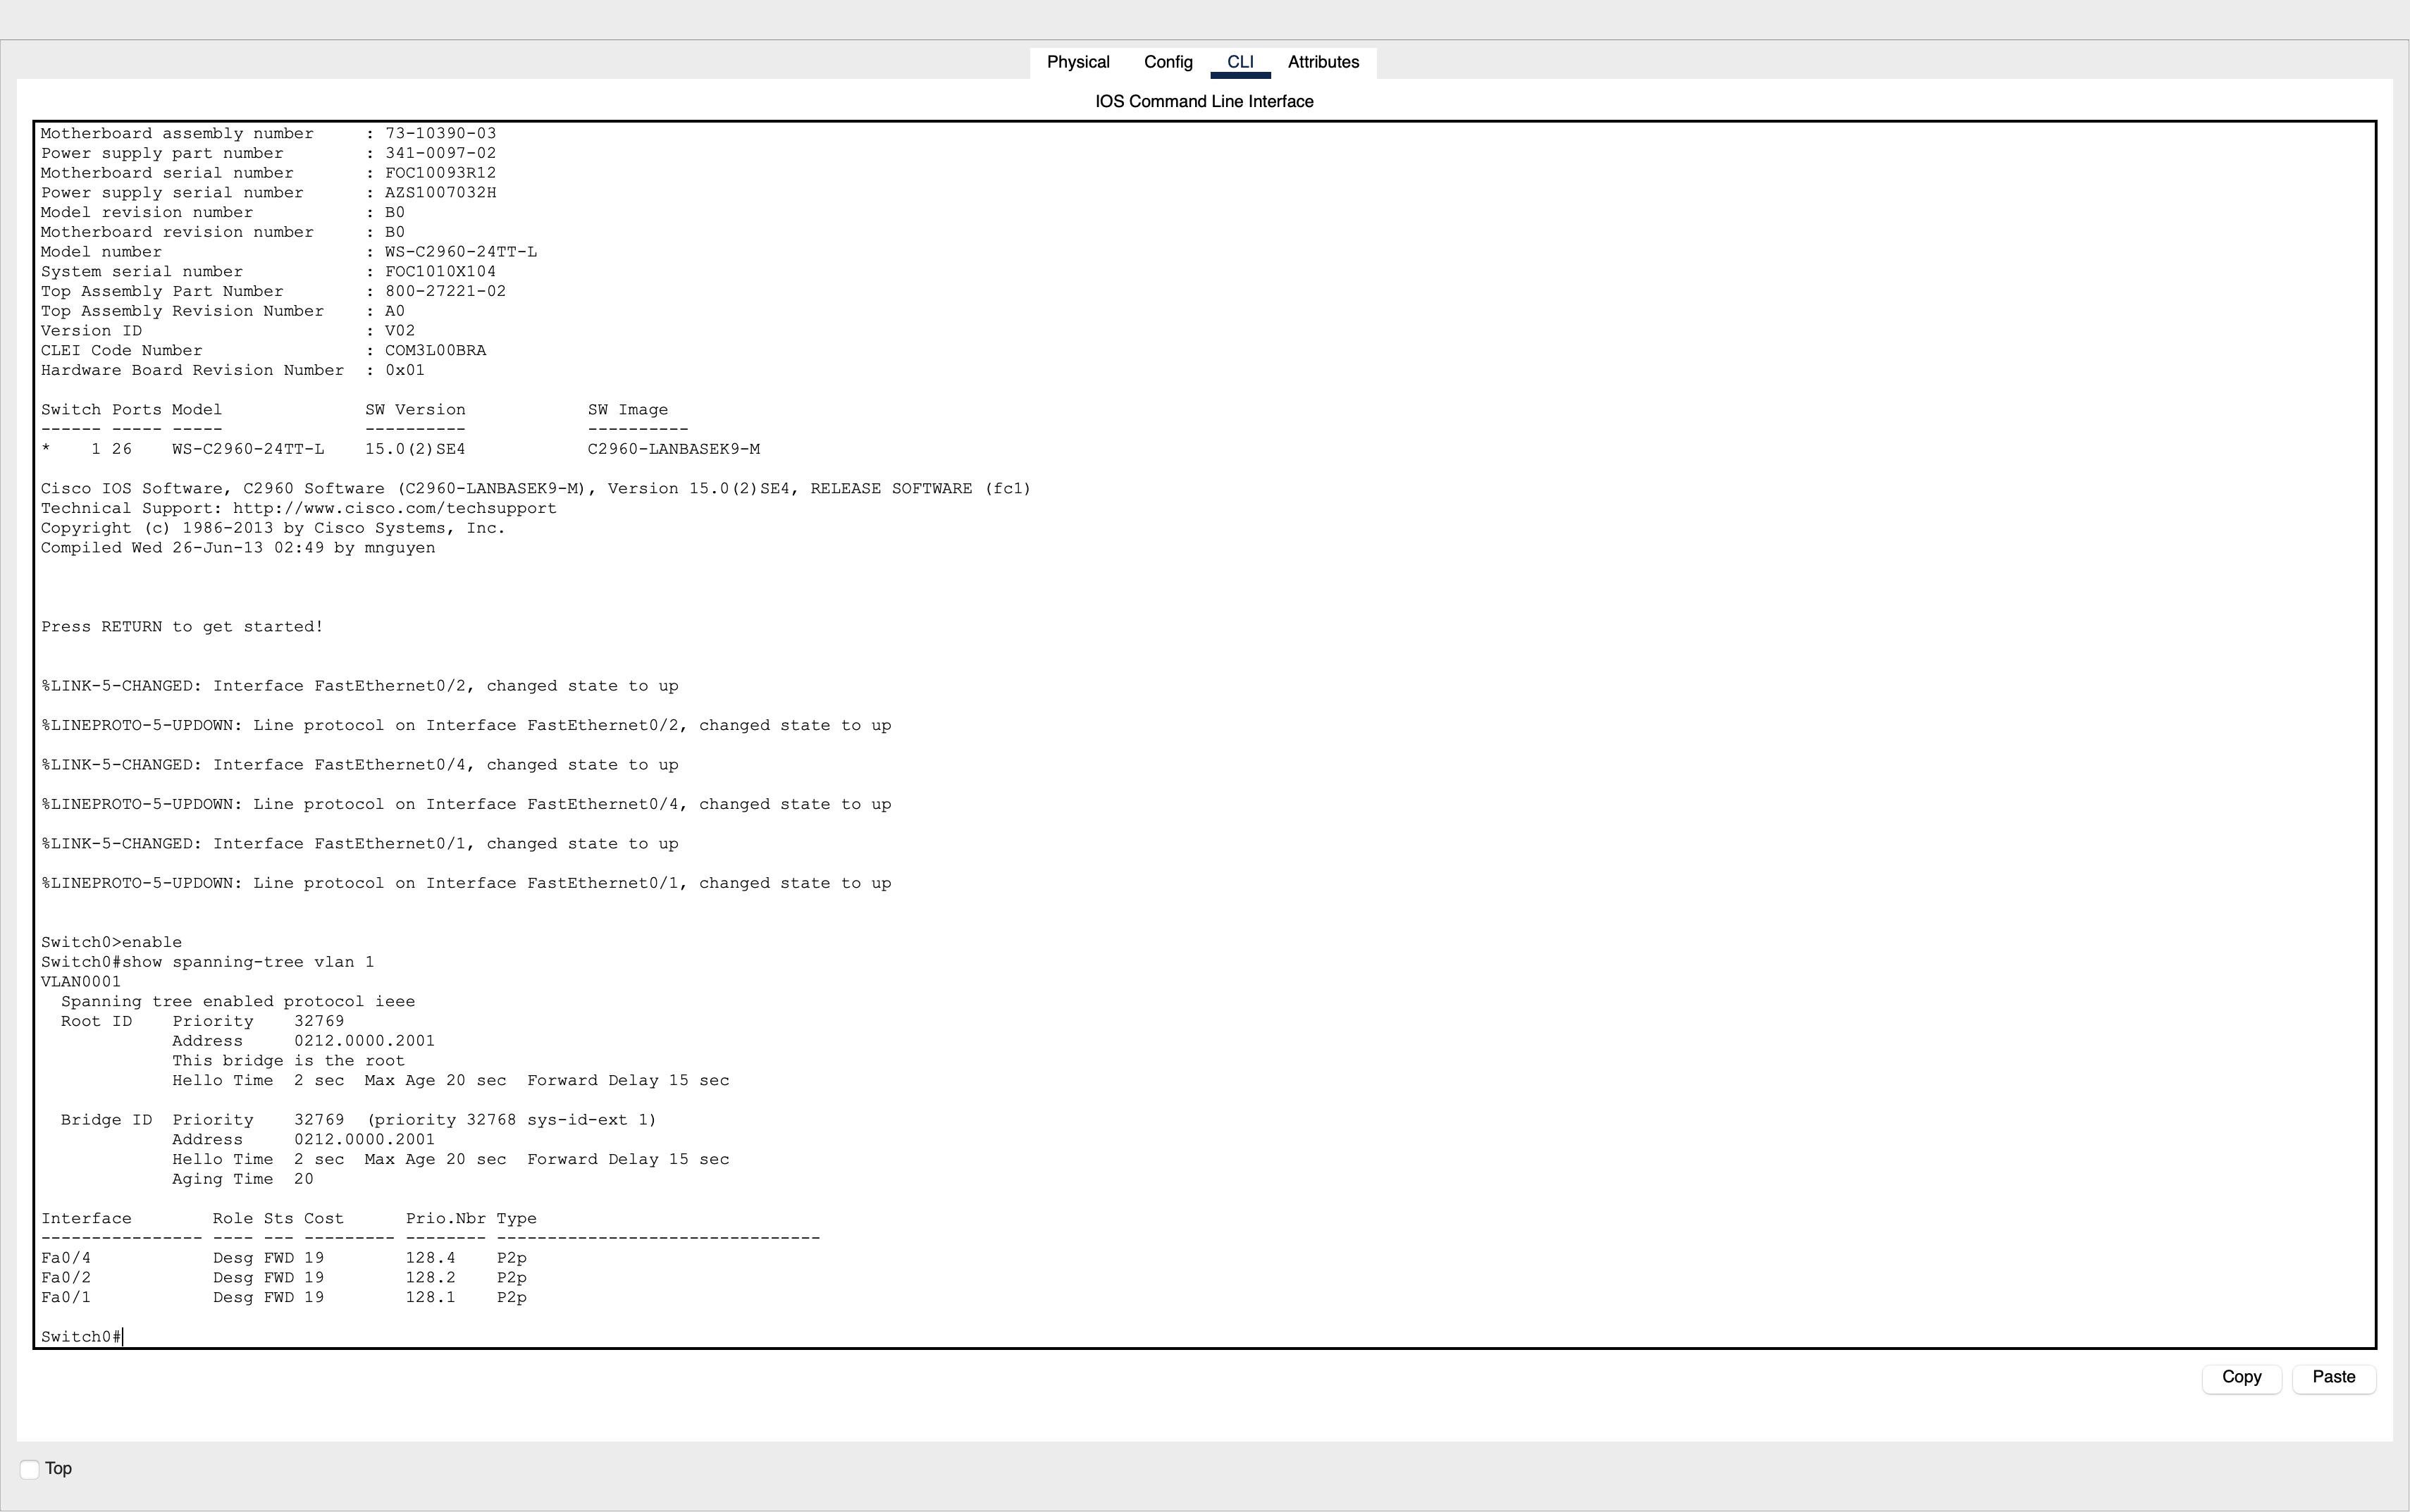 Physical Config CLI Attributes
IOS Command Line Interface
Motherboard assembly number     : 73-10390-03
Power supply part number        : 341-0097-02
Motherboard serial number       : FOC10093R12
Power supply serial number      : AZS1007032H
Model revision number           : B0
Motherboard revision number     : B0
Model number                    : WS-C2960-24TT-L
System serial number            : FOC1010X104
Top Assembly Part Number        : 800-27221-02
Top Assembly Revision Number    : A0
Version ID                      : V02
CLEI Code Number                : COM3L00BRA
Hardware Board Revision Number  : 0x01
Switch Ports Model              SW Version            SW Image
------ ----- -----              ----------            ----------
*    1 26    WS-C2960-24TT-L    15.0(2)SE4            C2960-LANBASEK9-M
Cisco IOS Software, C2960 Software (C2960-LANBASEK9-M), Version 15.0(2)SE4, RELEASE SOFTWARE (fc1)
Technical Support: http://www.cisco.com/techsupport
Copyright (c) 1986-2013 by Cisco Systems, Inc.
Compiled Wed 26-Jun-13 02:49 by mnguyen
Press RETURN to get started!
%LINK-5-CHANGED: Interface FastEthernet0/2, changed state to up
%LINEPROTO-5-UPDOWN: Line protocol on Interface FastEthernet0/2, changed state to up
%LINK-5-CHANGED: Interface FastEthernet0/4, changed state to up
%LINEPROTO-5-UPDOWN: Line protocol on Interface FastEthernet0/4, changed state to up
%LINK-5-CHANGED: Interface FastEthernet0/1, changed state to up
%LINEPROTO-5-UPDOWN: Line protocol on Interface FastEthernet0/1, changed state to up
Switch0>enable
Switch0#show spanning-tree vlan 1
VLAN0001
  Spanning tree enabled protocol ieee
  Root ID    Priority    32769
             Address     0212.0000.2001
             This bridge is the root
             Hello Time  2 sec  Max Age 20 sec  Forward Delay 15 sec
  Bridge ID  Priority    32769  (priority 32768 sys-id-ext 1)
             Address     0212.0000.2001
             Hello Time  2 sec  Max Age 20 sec  Forward Delay 15 sec
             Aging Time  20
Interface        Role Sts Cost      Prio.Nbr Type
---------------- ---- --- --------- -------- --------------------------------
Fa0/4            Desg FWD 19        128.4    P2p
Fa0/2            Desg FWD 19        128.2    P2p
Fa0/1            Desg FWD 19        128.1    P2p
Switch0#
Copy Paste
Top